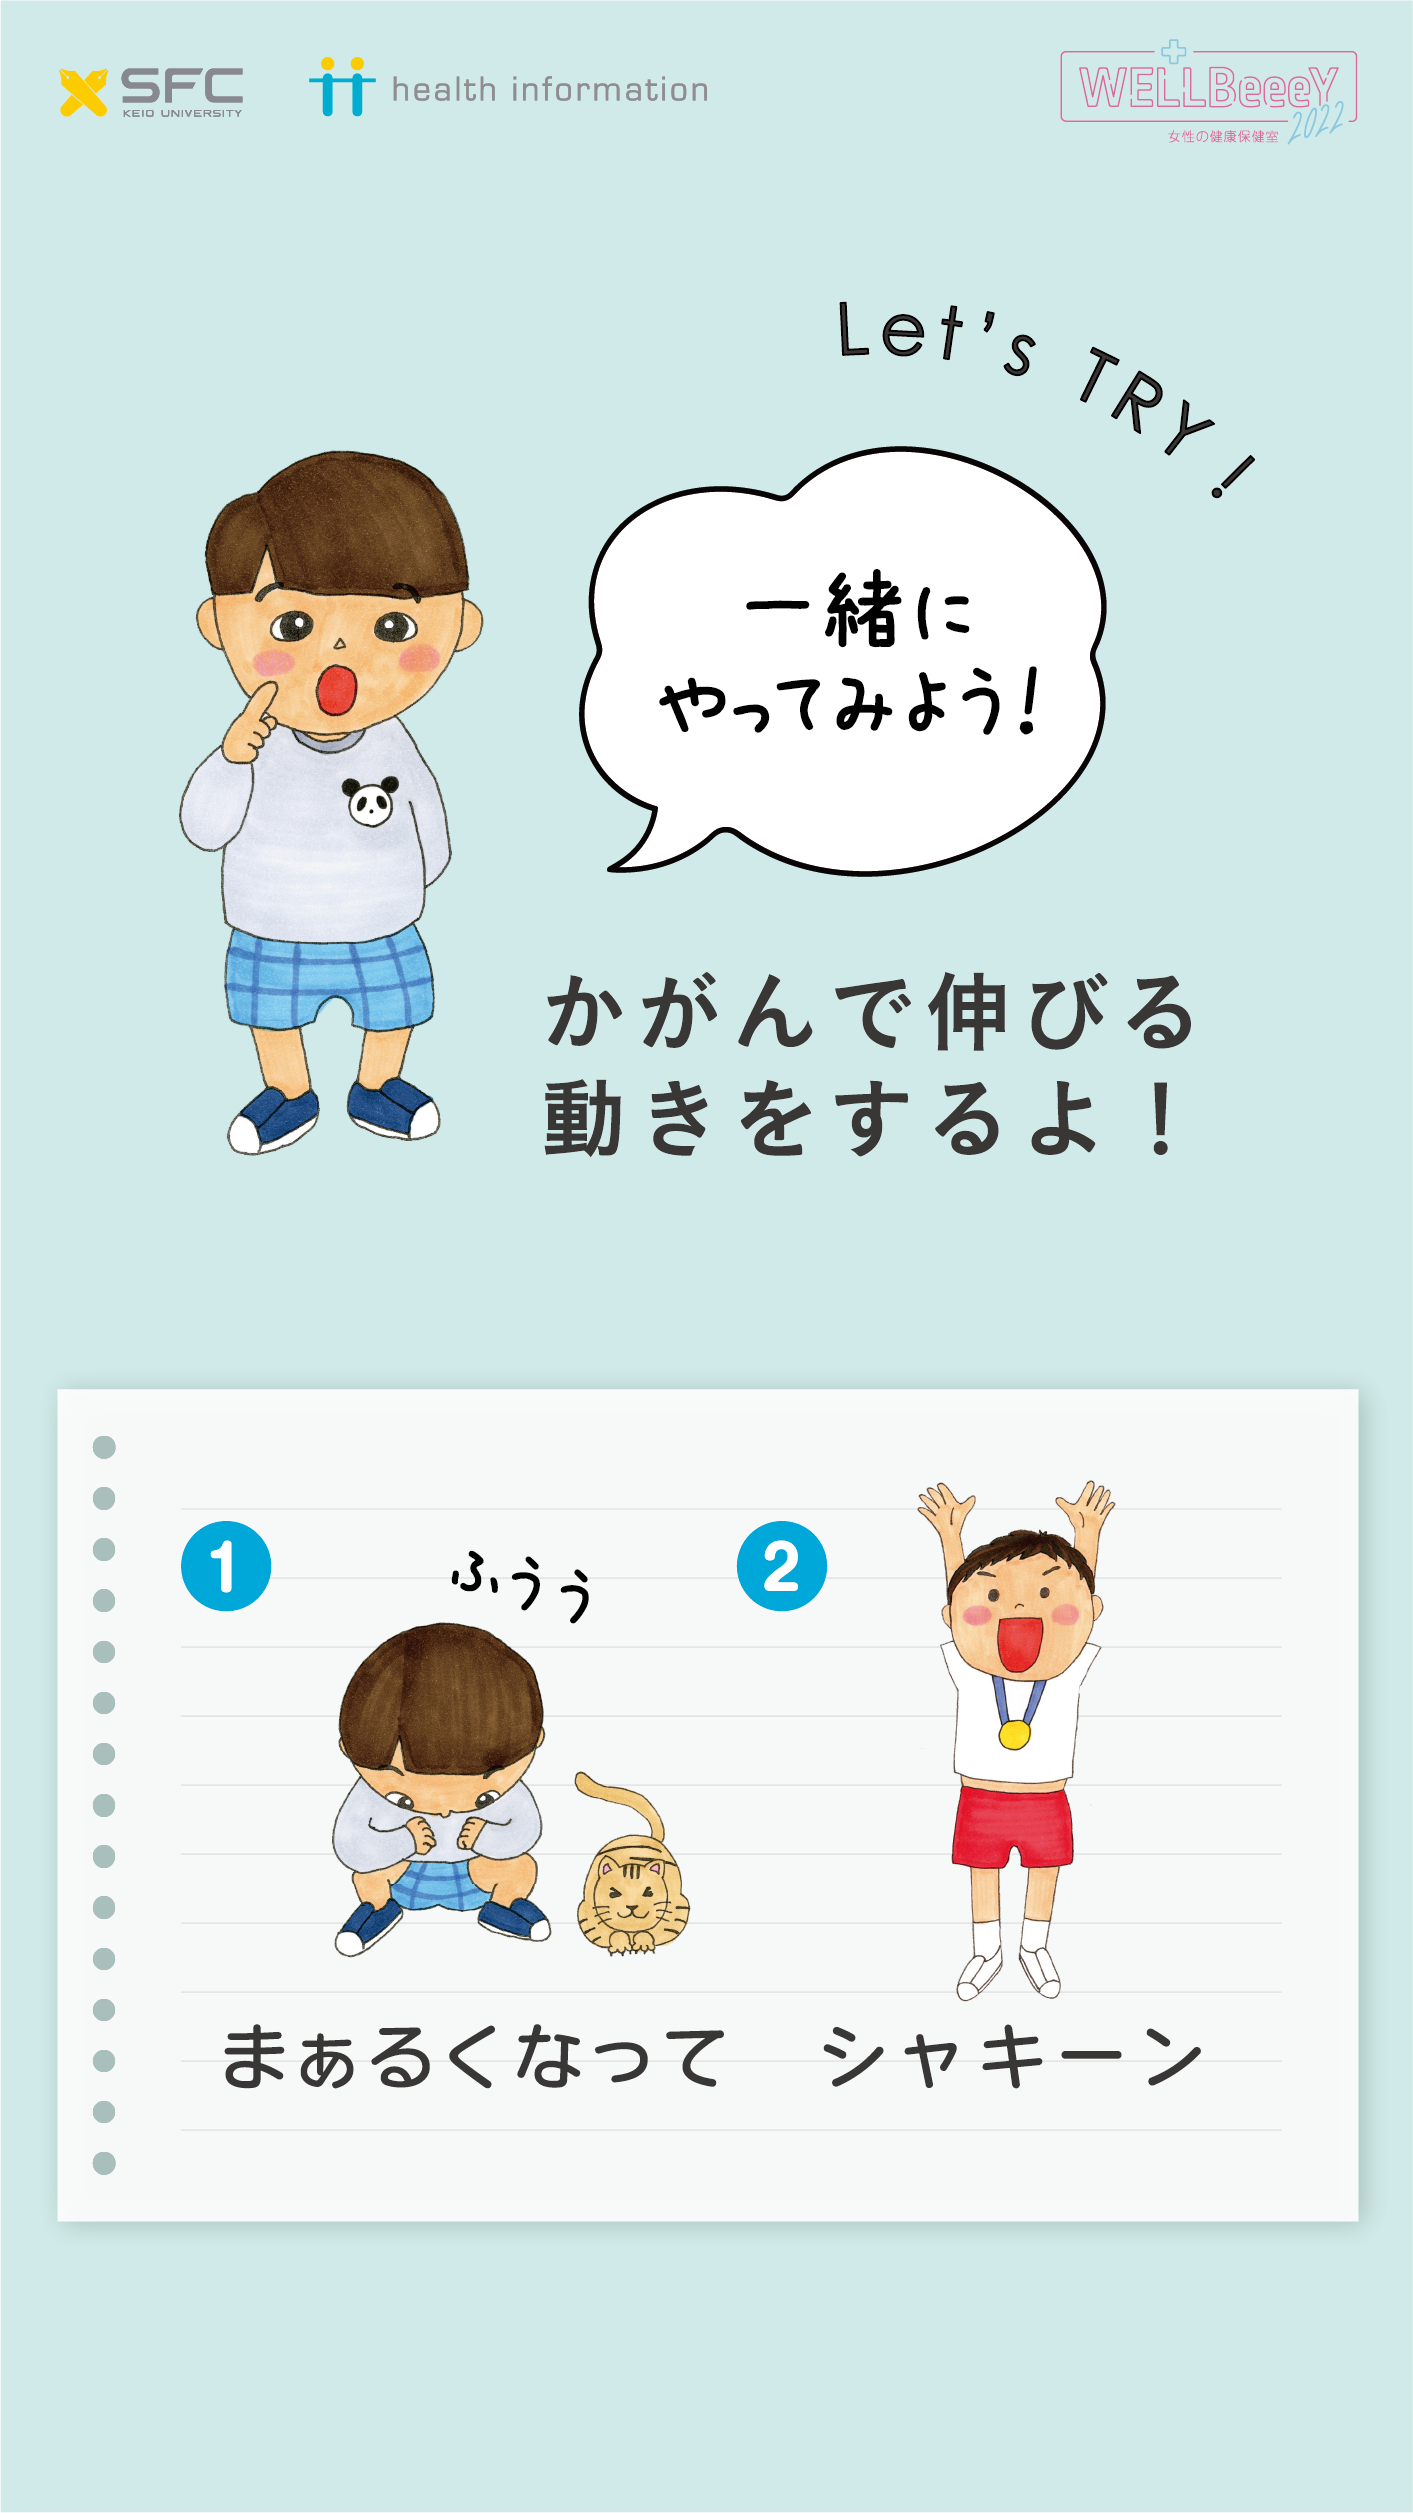 SFC
KEIO UNIVERSITY
health information
WELLBeeeY
女性の健康保健室 2022
Let's TRY!
一緒に
やってみよう!
かがんで伸びる
動きをするよ！
1
ふぅぅ
2
まぁるくなって
シャキーン